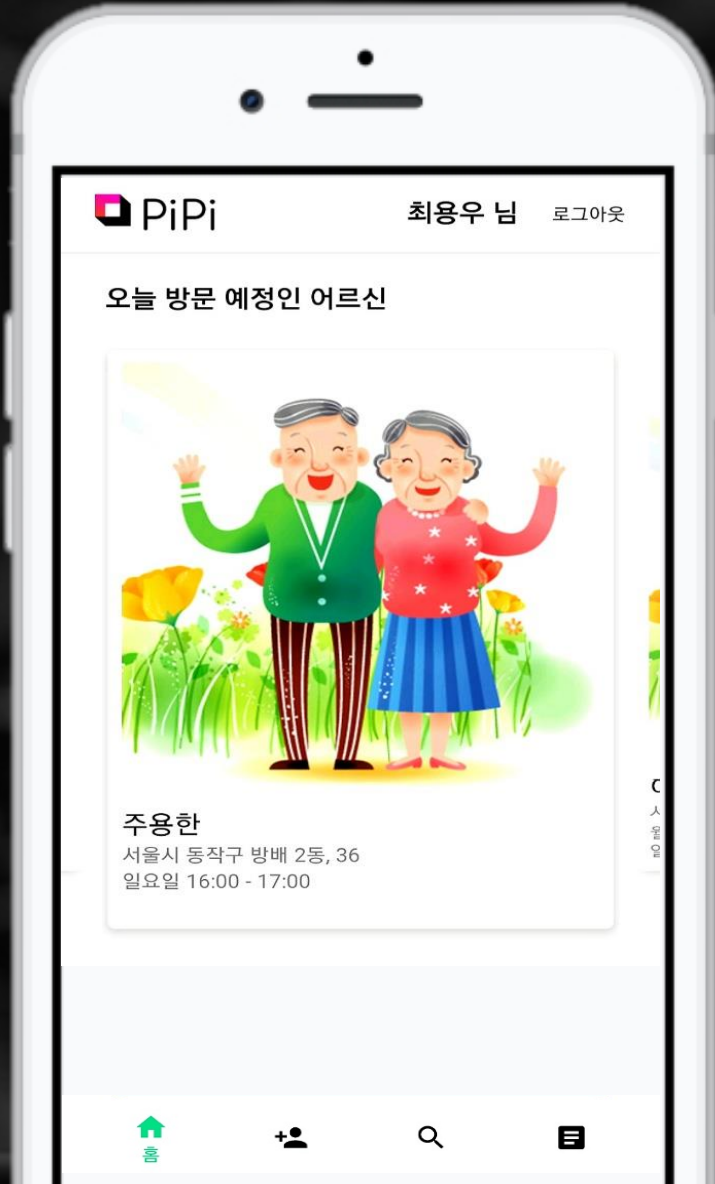 PiPi
최용우 님 로그아웃
오늘 방문 예정인 어르신
주용한
서울시 동작구 방배 2동, 36
일요일 16:00 - 17:00
홈